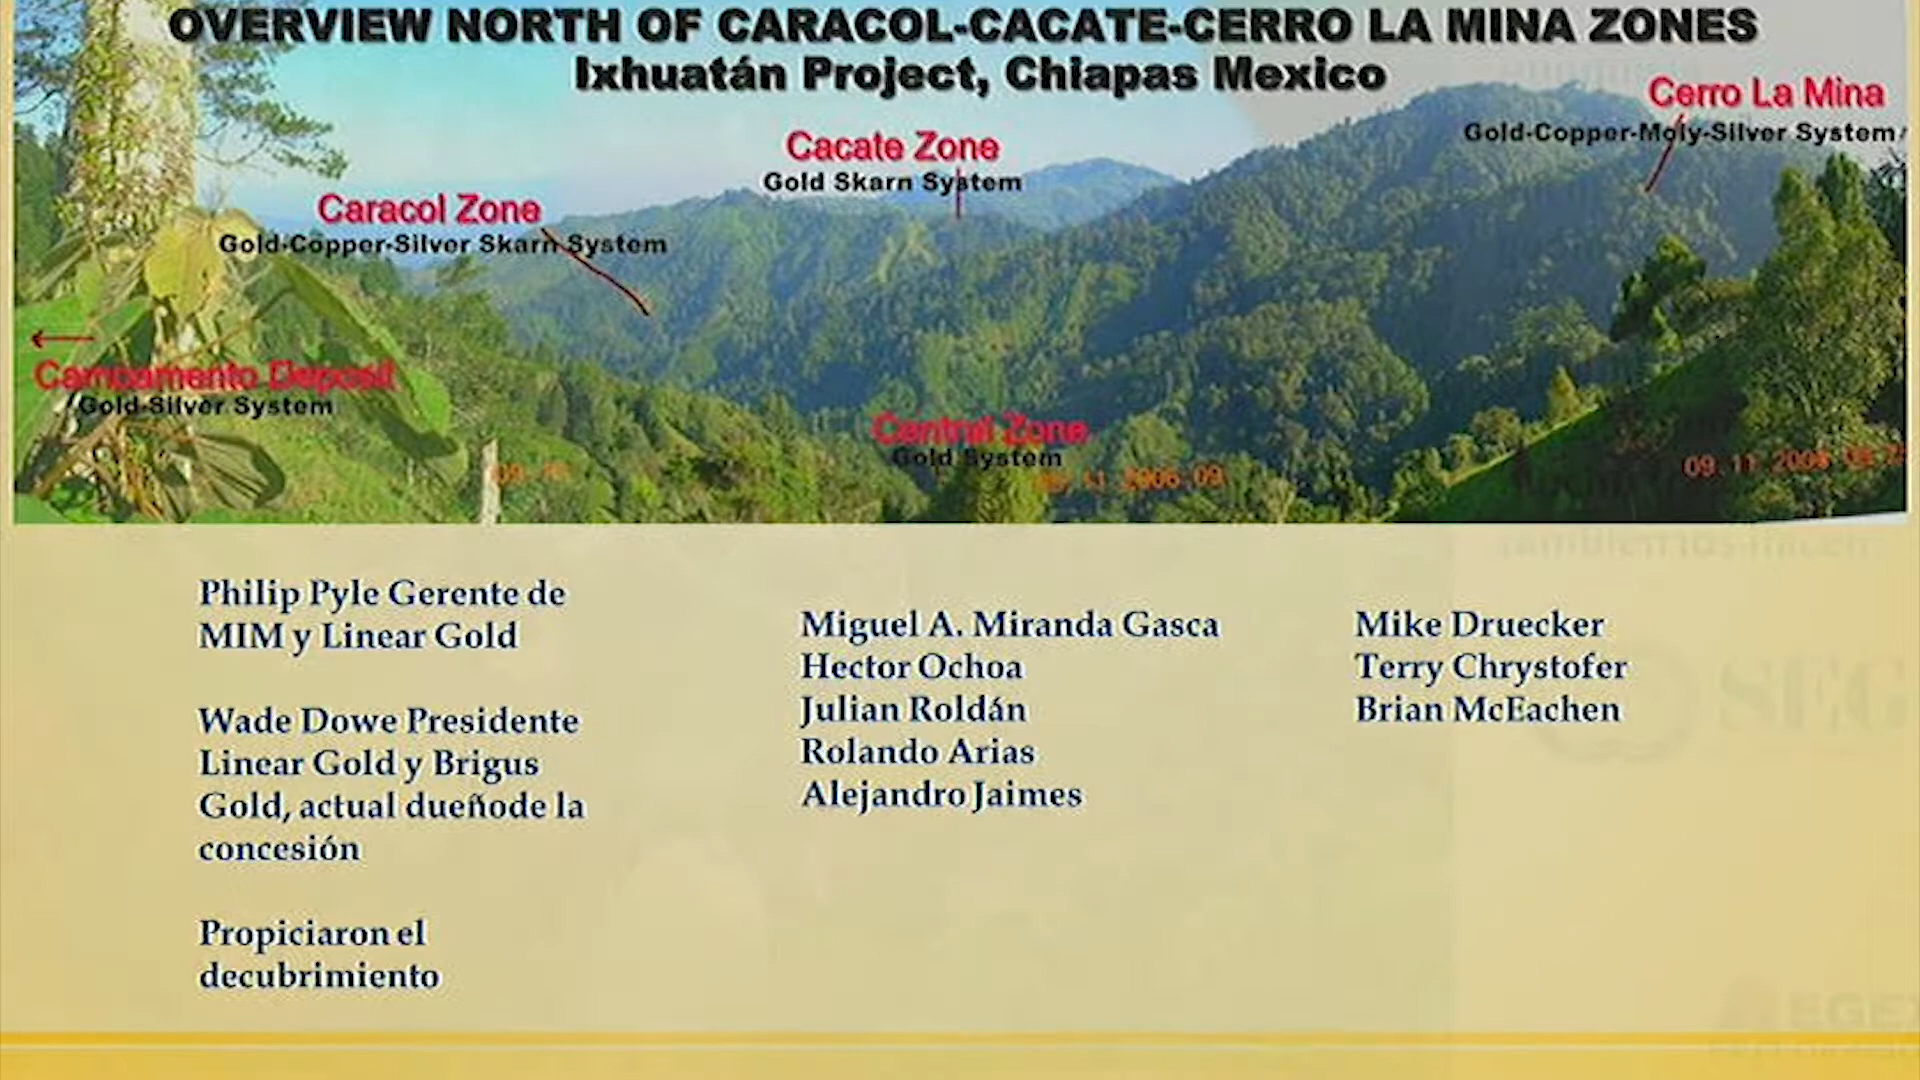 OVERVIEW NORTH OF CARACOL-CACATE-CERRO LA MINA ZONES
Ixhuatán Project, Chiapas Mexico
Cerro La Mina
Gold-Copper-Moly-Silver System
Cacate Zone
Gold Skarn System
Caracol Zone
Gold-Copper-Silver Skarn System
Campamento Deposit
Gold-Silver System
Central Zone
Gold System
Philip Pyle Gerente de
MIM y Linear Gold
Wade Dowe Presidente
Linear Gold y Brigus
Gold, actual dueñode la
concesión
Propiciaron el
decubrimiento
Miguel A. Miranda Gasca
Hector Ochoa
Julian Roldán
Rolando Arias
Alejandro Jaimes
Mike Druecker
Terry Chrystofer
Brian McEachen
SEG